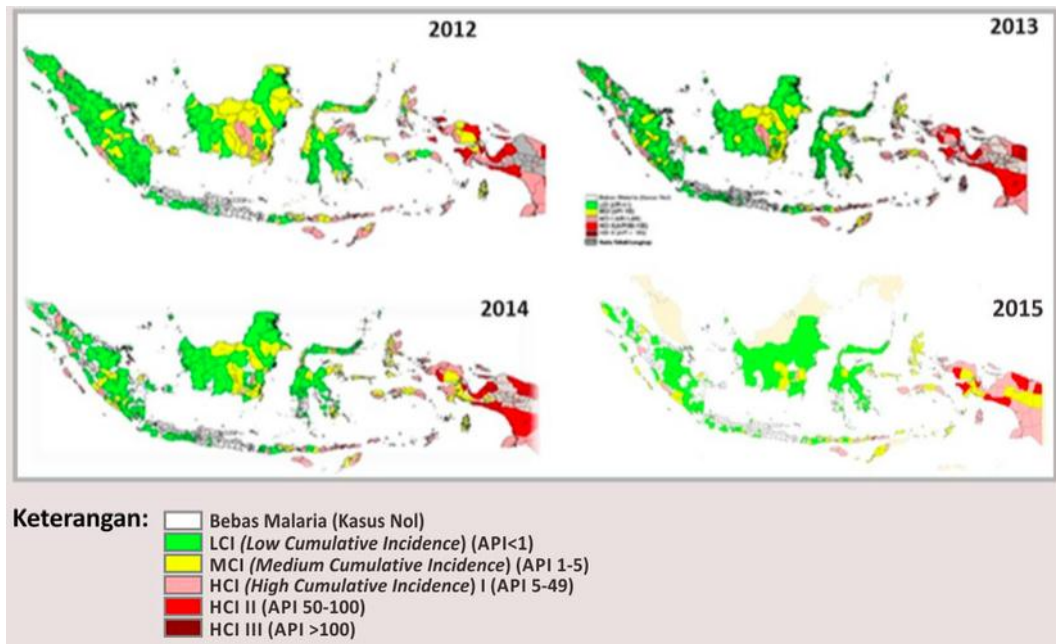 2012
2013
2014
2015
Keterangan:
Bebas Malaria (Kasus Nol)
LCI (Low Cumulative Incidence) (API<1)
MCI (Medium Cumulative Incidence) (API 1-5)
HCI (High Cumulative Incidence) I (API 5-49)
HCI II (API 50-100)
HCI III (API >100)